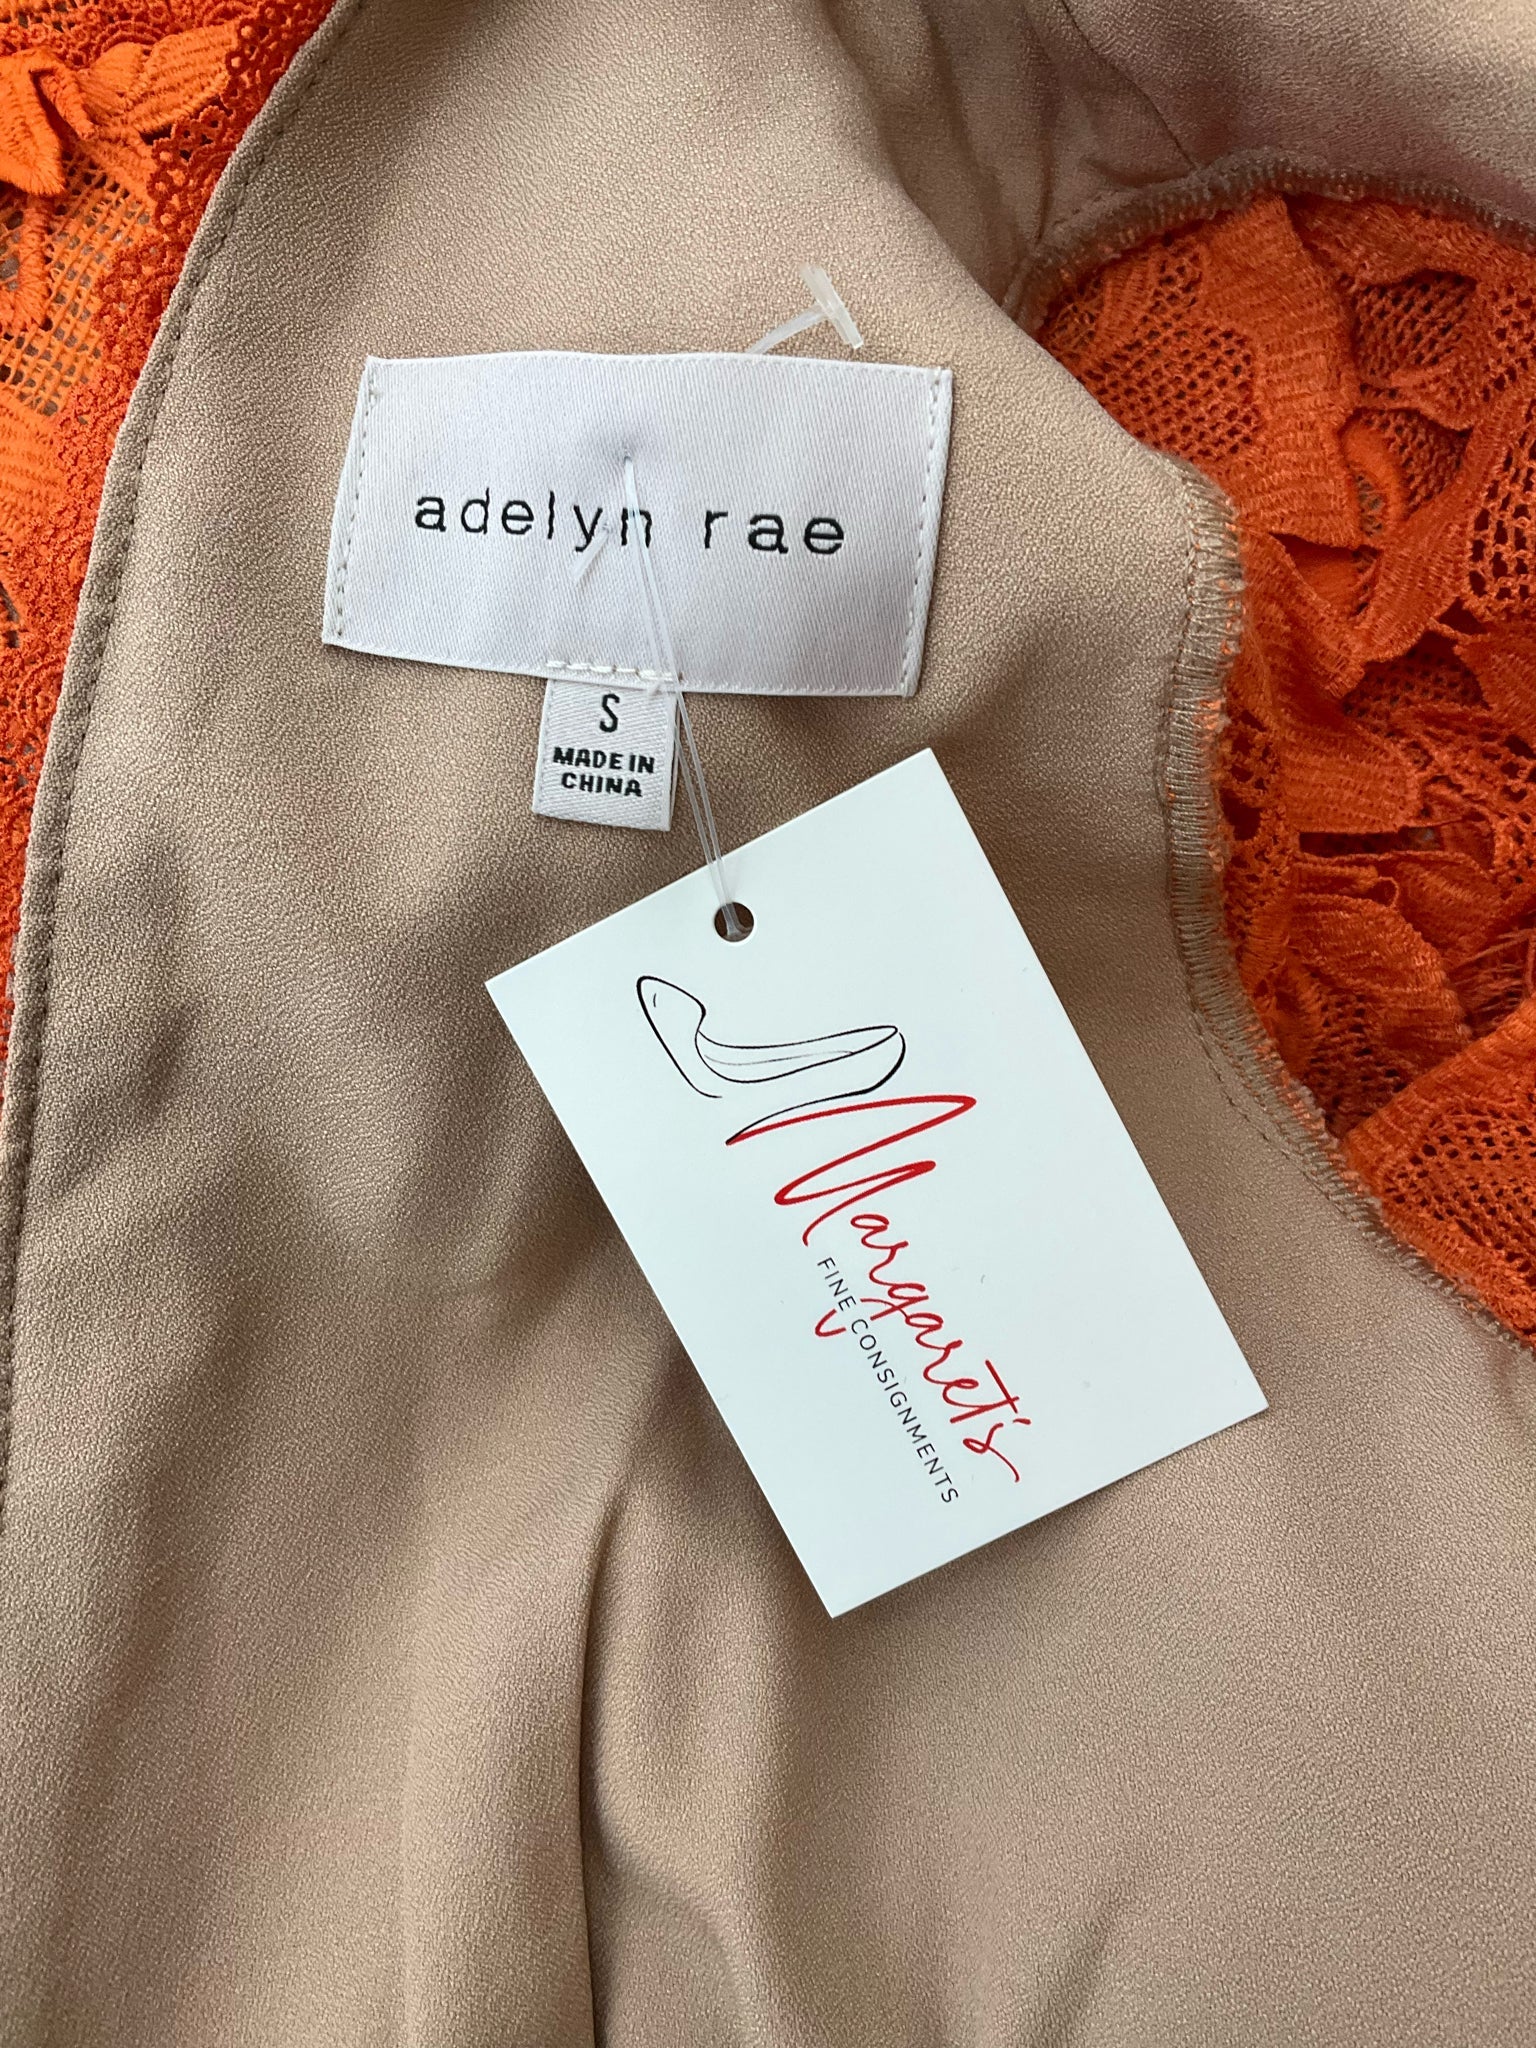 adelyn rae
S
MADE IN
CHINA
Margaret's
FINE CONSIGNMENTS